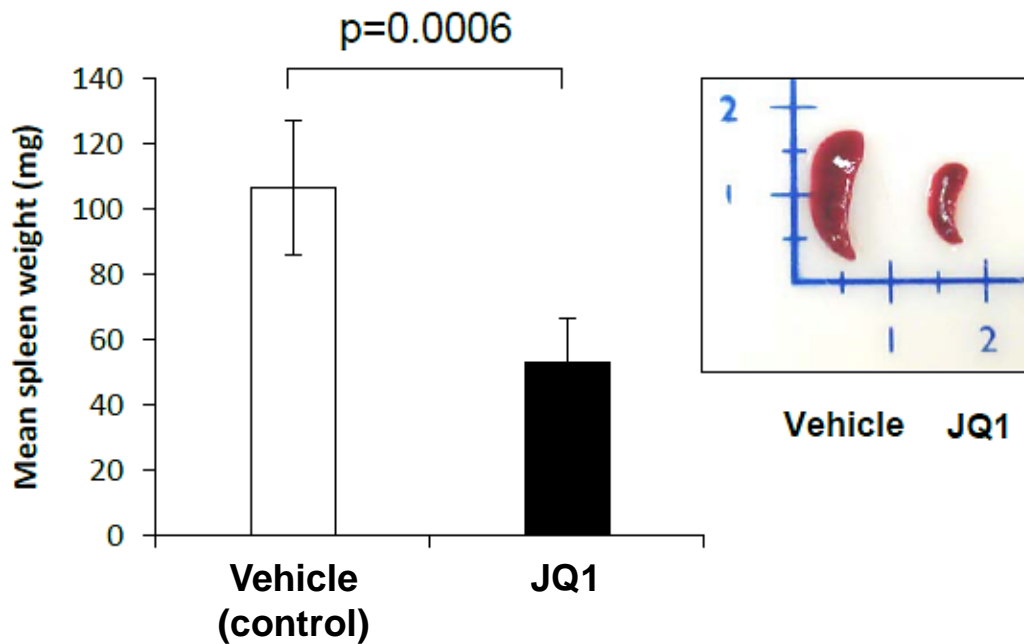 p=0.0006
Mean spleen weight (mg)
140
120
100
80
60
40
20
0
Vehicle
(control)
JQ1
2
1
1
2
Vehicle JQ1